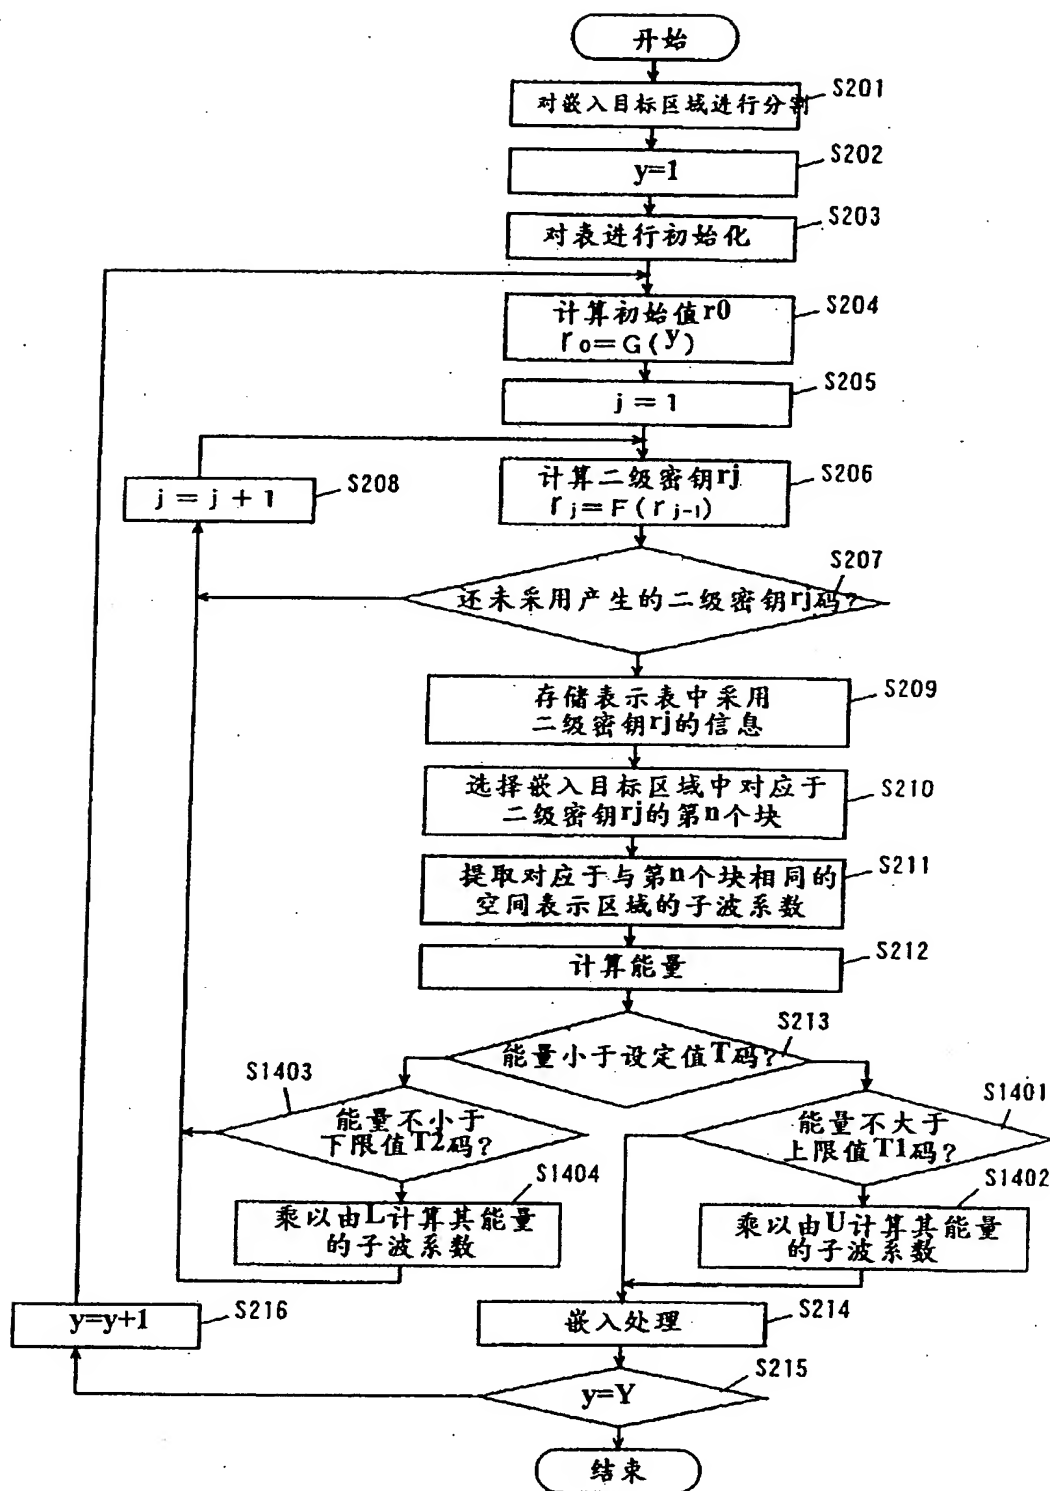 开始
S201
对嵌入目标区域进行分割
S202
y=1
S203
对表进行初始化
S204
计算初始值r0
r0=G(y)
S205
j=1
S206
计算二级密钥rj
rj=F(rj-1)
S208
j=j+1
S207
还未采用产生的二级密钥rj码?
S209
存储表示表中采用
二级密钥rj的信息
S210
选择嵌入目标区域中对应于
二级密钥rj的第n个块
S211
提取对应于与第n个块相同的
空间表示区域的子波系数
S212
计算能量
S213
能量小于设定值T码?
S1403
能量不小于
下限值T2码?
S1401
能量不大于
上限值T1码?
S1404
乘以由L计算其能量
的子波系数
S1402
乘以由U计算其能量
的子波系数
S216
y=y+1
S214
嵌入处理
S215
y=Y
结束